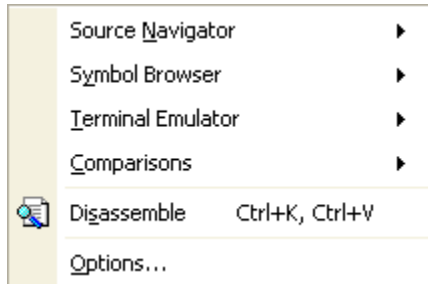 Source Navigator
Symbol Browser
Terminal Emulator
Comparisons
Disassemble Ctrl+K, Ctrl+V
Options...